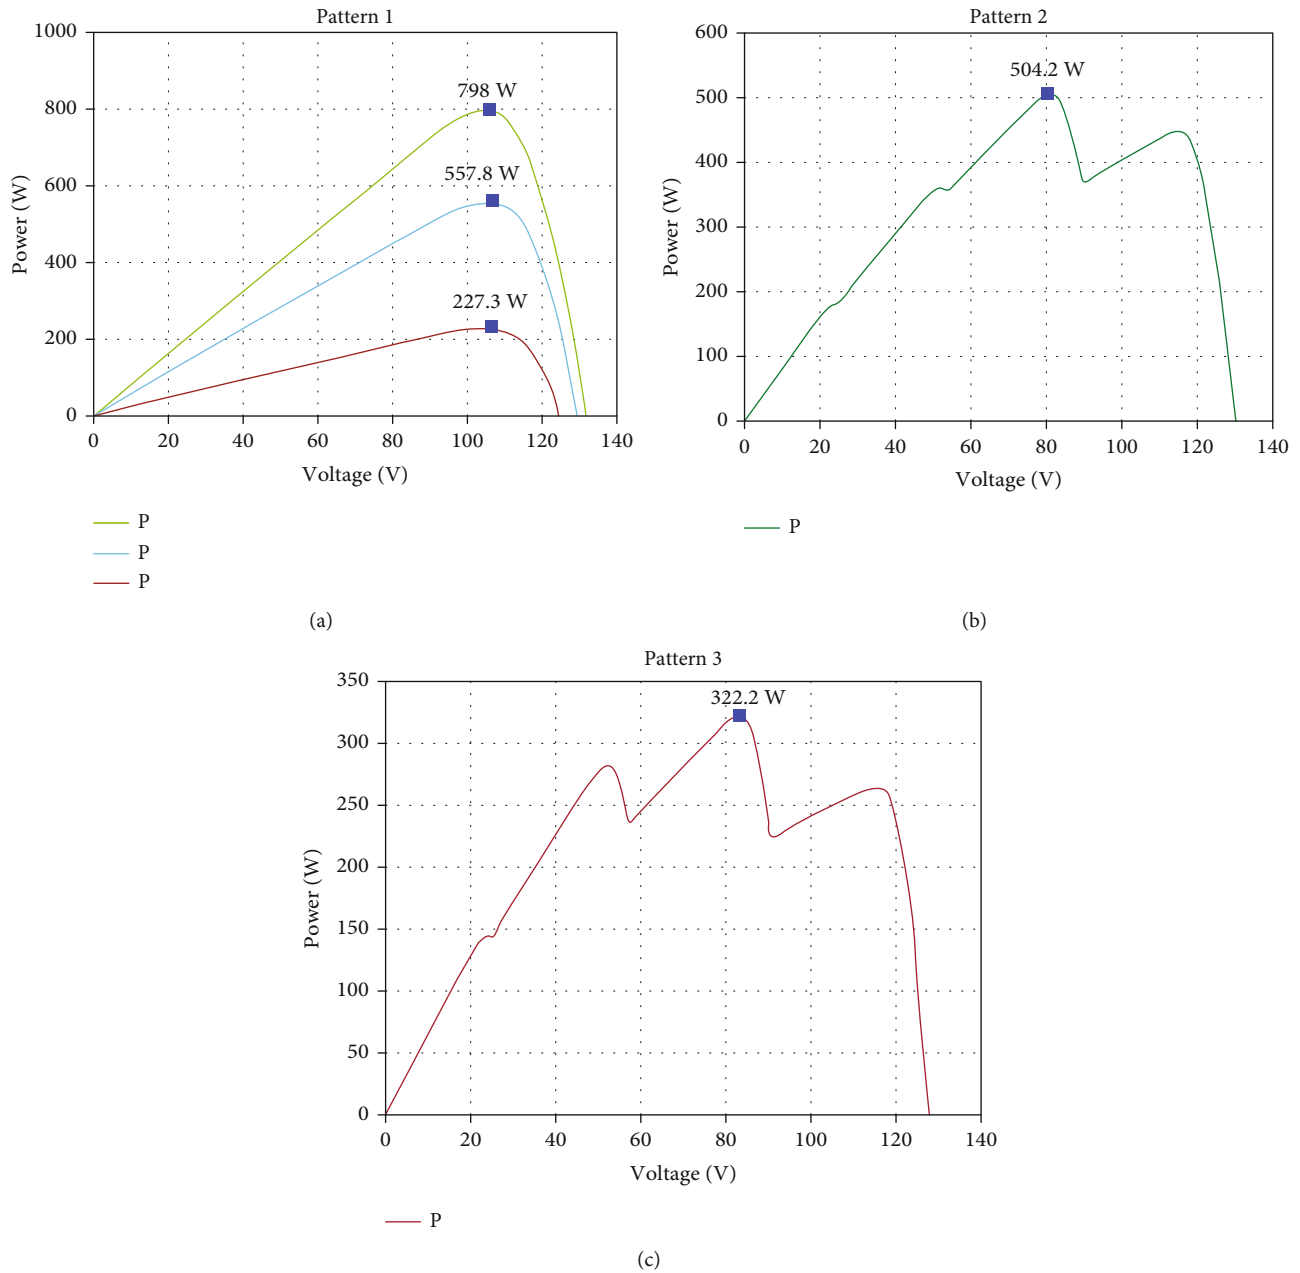 Pattern 1
1000
800
600
400
200
0
Power (W)
798 W
557.8 W
227.3 W
0 20 40 60 80 100 120 140
Voltage (V)
P
P
P
(a)
Pattern 2
600
500
400
300
200
100
0
Power (W)
504.2 W
0 20 40 60 80 100 120 140
Voltage (V)
P
(b)
Pattern 3
350
300
250
200
150
100
50
0
Power (W)
322.2 W
0 20 40 60 80 100 120 140
Voltage (V)
P
(c)